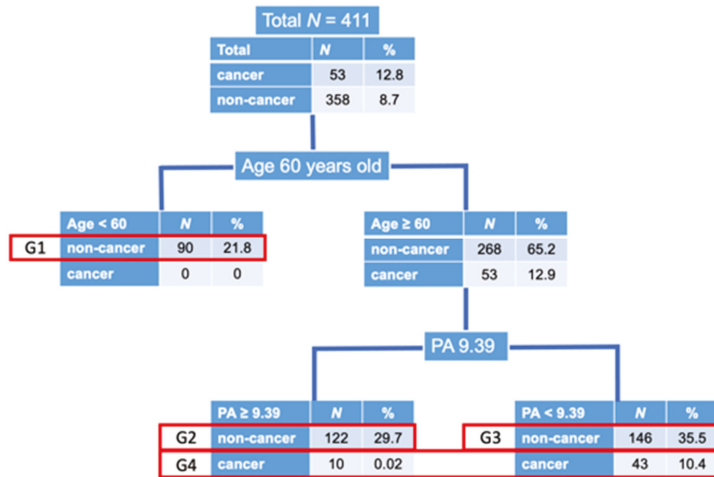 Total N = 411
Total N %
cancer 53 12.8
non-cancer 358 8.7
Age 60 years old
Age < 60 N %
G1 non-cancer 90 21.8
cancer 0 0
Age ≥ 60 N %
non-cancer 268 65.2
cancer 53 12.9
PA 9.39
PA ≥ 9.39 N %
G2 non-cancer 122 29.7
G4 cancer 10 0.02
PA < 9.39 N %
G3 non-cancer 146 35.5
cancer 43 10.4